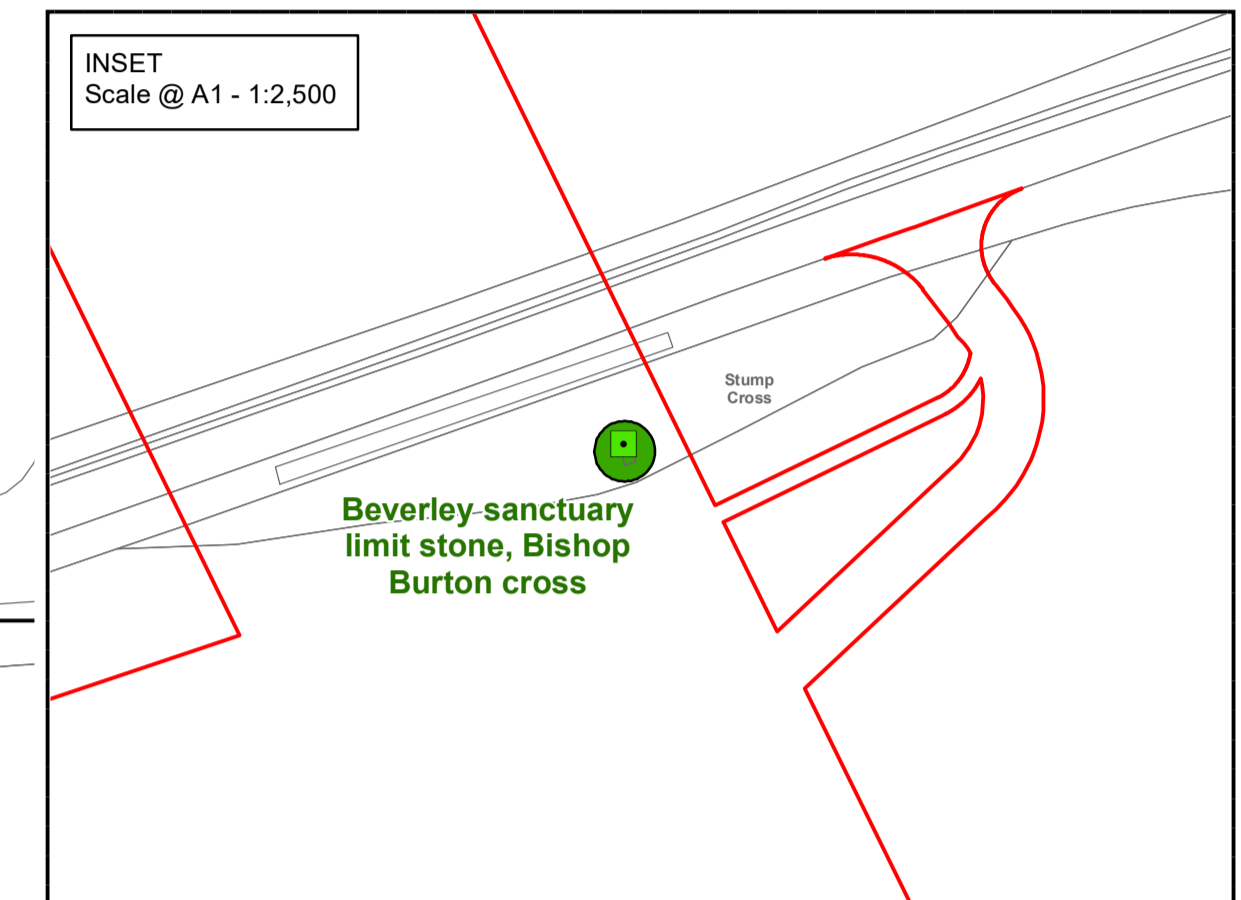 INSET
Scale @ A1 - 1:2,500
Stump
Cross
Beverley sanctuary
limit stone, Bishop
Burton cross